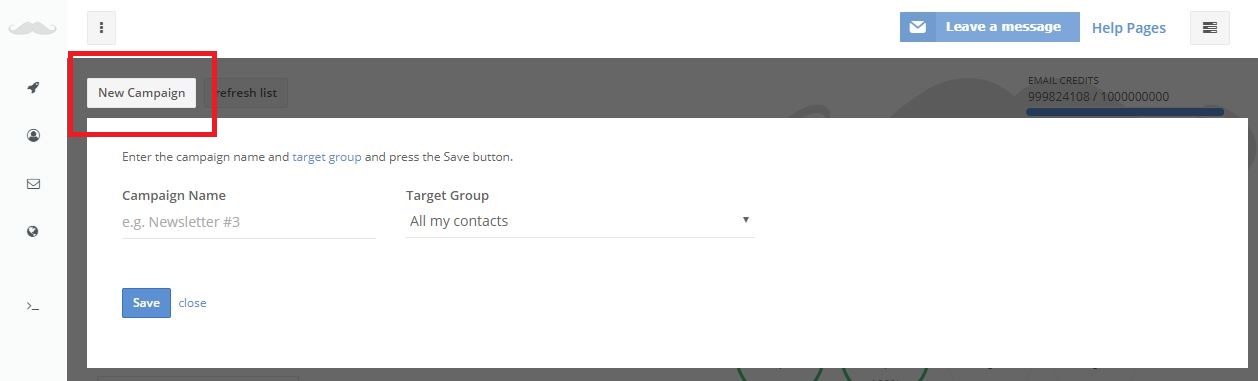 Leave a message Help Pages
New Campaign refresh list
EMAIL CREDITS
999824108 / 1000000000
Enter the campaign name and target group and press the Save button.
Campaign Name Target Group
e.g. Newsletter #3 All my contacts
Save close